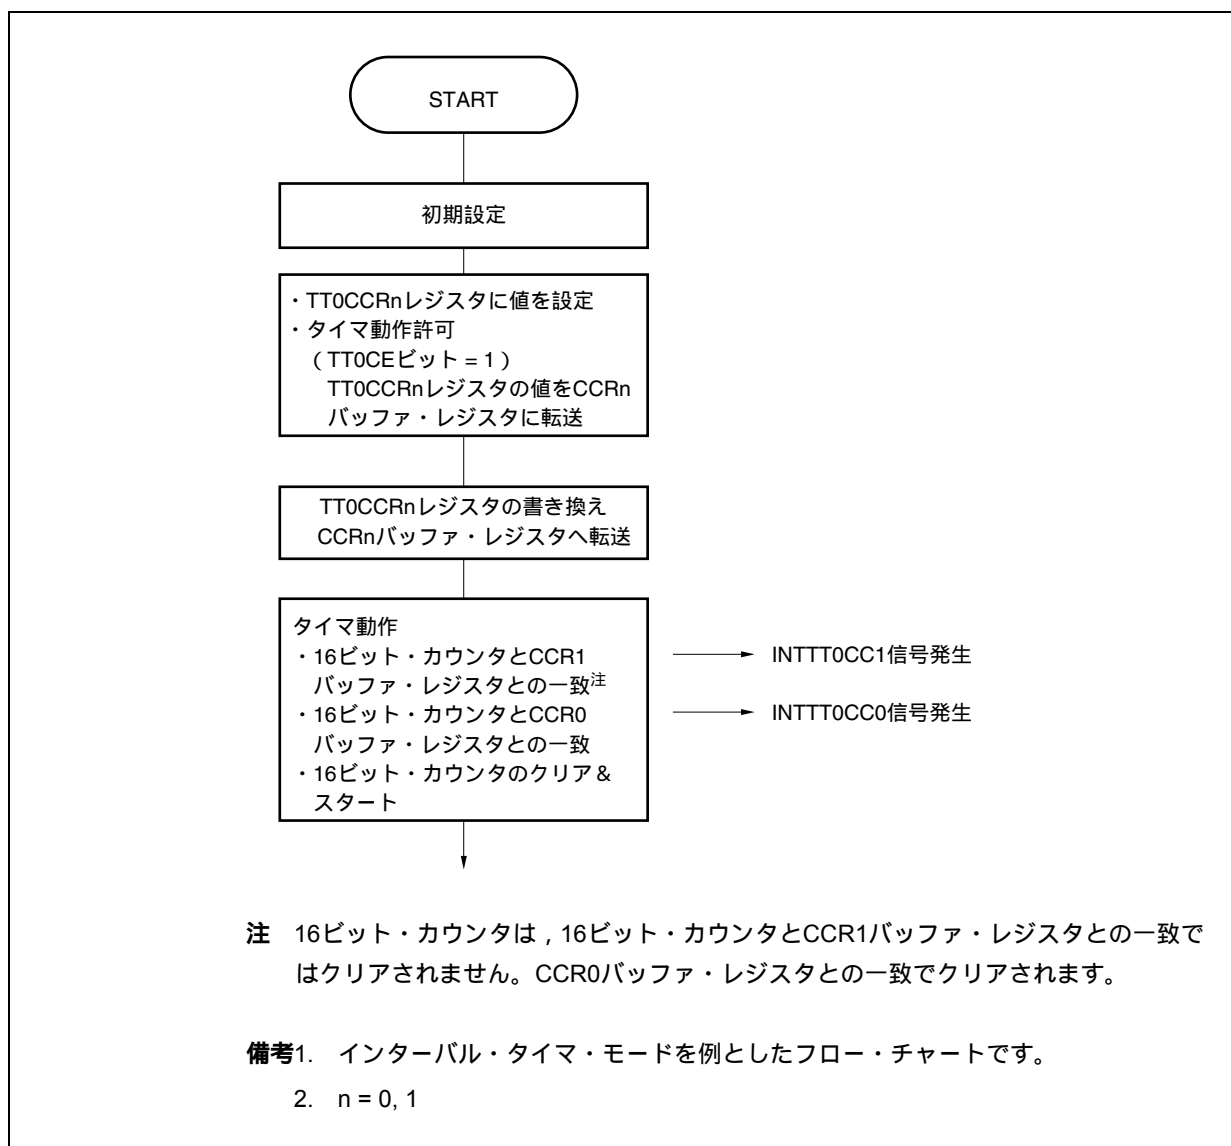 START
初期設定
・TT0CCRnレジスタに値を設定
・タイマ動作許可
（TT0CEビット = 1）
TT0CCRnレジスタの値をCCRn
バッファ・レジスタに転送
TT0CCRnレジスタの書き換え
CCRnバッファ・レジスタへ転送
タイマ動作
・16ビット・カウンタとCCR1
バッファ・レジスタとの一致注
・16ビット・カウンタとCCR0
バッファ・レジスタとの一致
・16ビット・カウンタのクリア＆
スタート
INTTT0CC1信号発生
INTTT0CC0信号発生
注 16ビット・カウンタは，16ビット・カウンタとCCR1バッファ・レジスタとの一致で
はクリアされません。CCR0バッファ・レジスタとの一致でクリアされます。
備考1. インターバル・タイマ・モードを例としたフロー・チャートです。
2. n = 0, 1